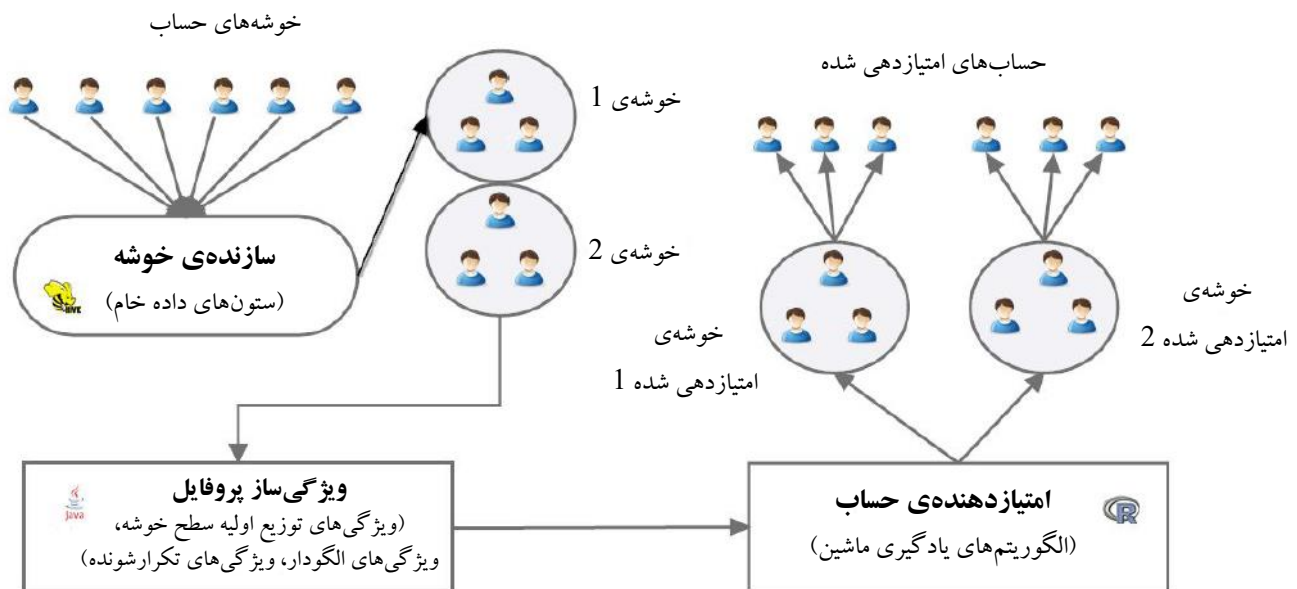 خوشه‌های حساب
خوشه‌ی 1
خوشه‌ی 2
سازنده‌ی خوشه
(ستون‌های داده خام)
HIVE
حساب‌های امتیازدهی شده
خوشه‌ی
امتیازدهی شده 1
خوشه‌ی
امتیازدهی شده 2
ویژگی‌ساز پروفایل
(ویژگی‌های توزیع اولیه سطح خوشه،
ویژگی‌های الگودار، ویژگی‌های تکرارشونده)
java
امتیازدهنده‌ی حساب
(الگوریتم‌های یادگیری ماشین)
R